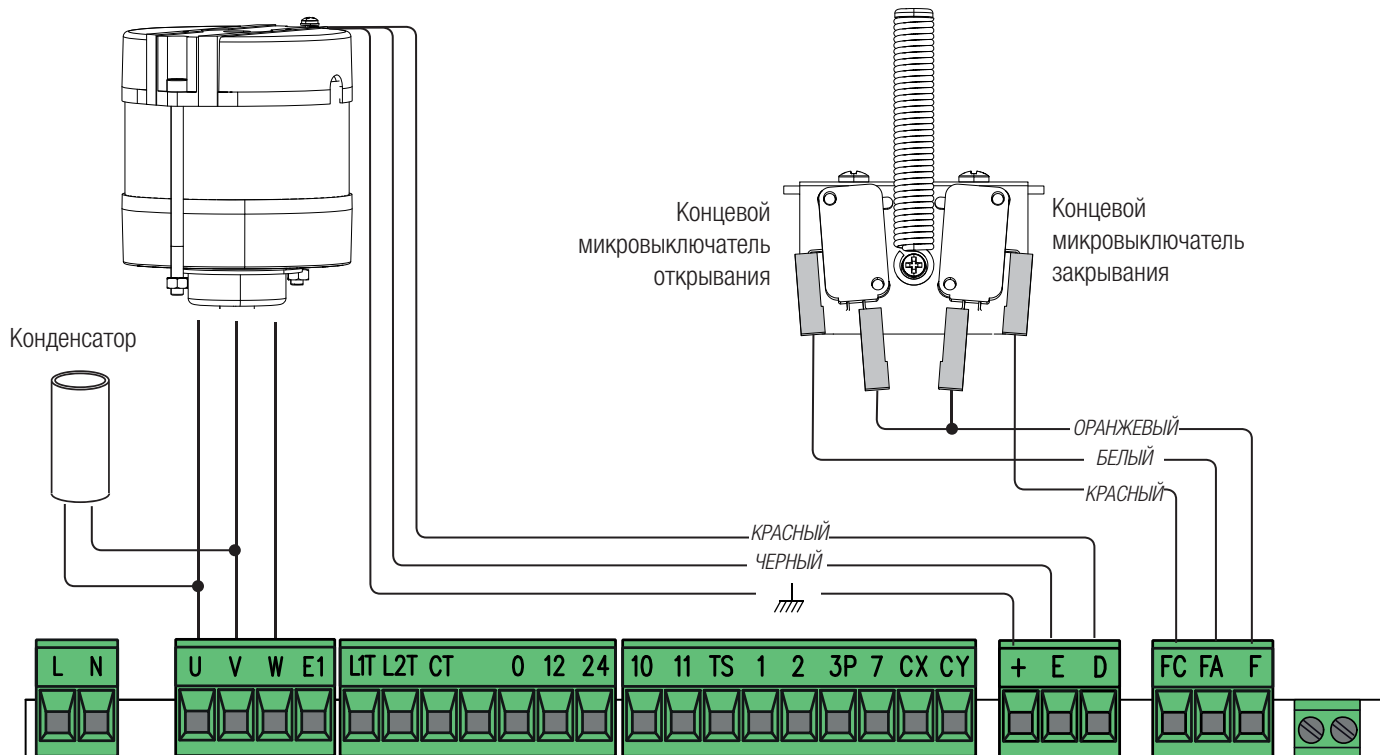 Концевой
микровыключатель
открывания
Концевой
микровыключатель
закрывания
Конденсатор
ОРАНЖЕВЫЙ
БЕЛЫЙ
КРАСНЫЙ
КРАСНЫЙ
ЧЕРНЫЙ
L N
U V W E1
L1T L2T CT 0 12 24
10 11 TS 1 2 3P 7 CX CY
+ E D
FC FA F